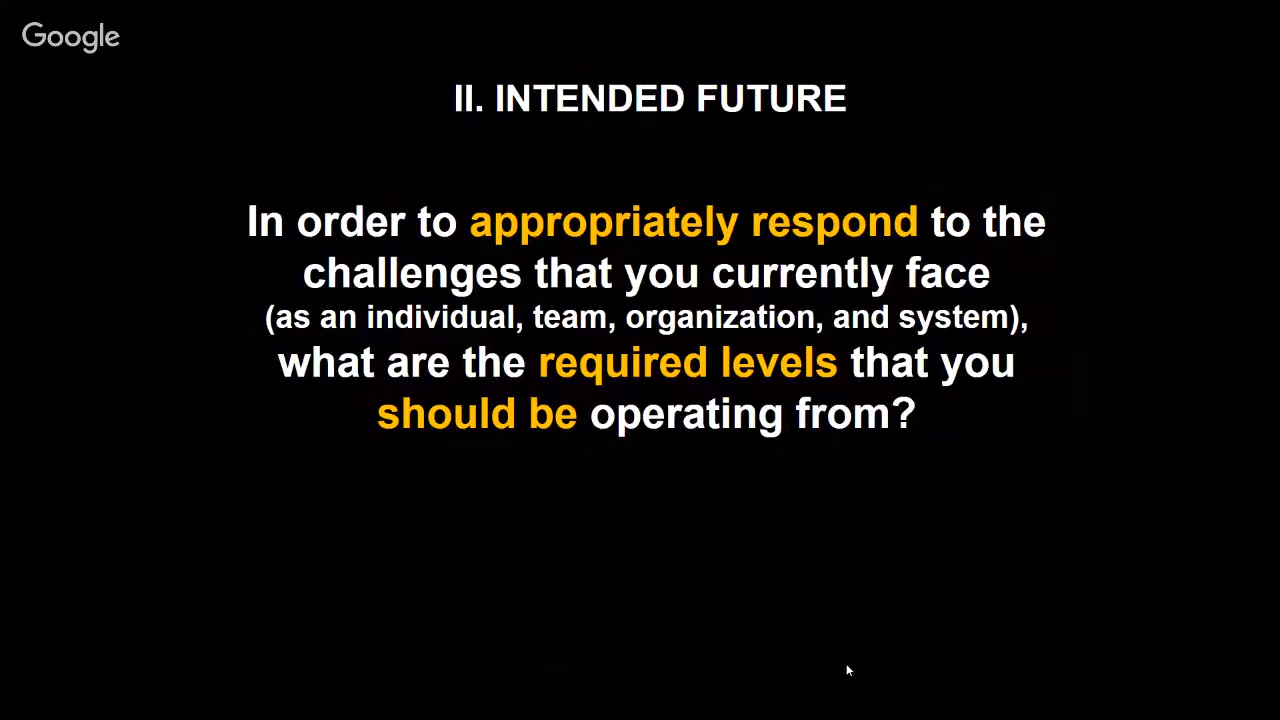 Google
II. INTENDED FUTURE
In order to appropriately respond to the
challenges that you currently face
(as an individual, team, organization, and system),
what are the required levels that you
should be operating from?